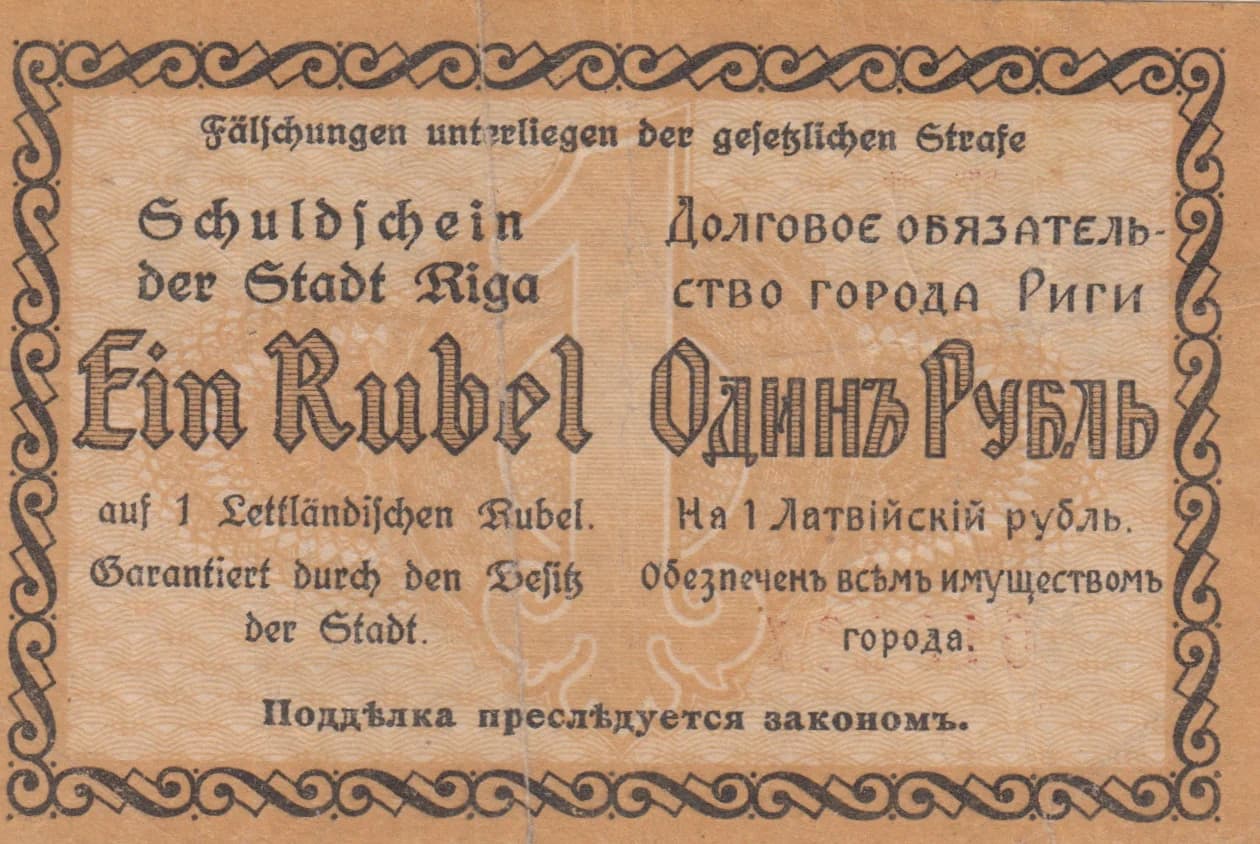 Fälschungen unterliegen der gesetzlichen Strafe
Schuldschein
der Stadt Riga
Ein Rubel
auf 1 Lettländischen Rubel.
Garantiert durch den Besitz
der Stadt.
Долговое обязатель-
ство города Риги
Одинъ Рубль
На 1 Латвійскій рубль.
Обезпеченъ всѣмъ имуществомъ
города.
1
Поддѣлка преслѣдуется закономъ.